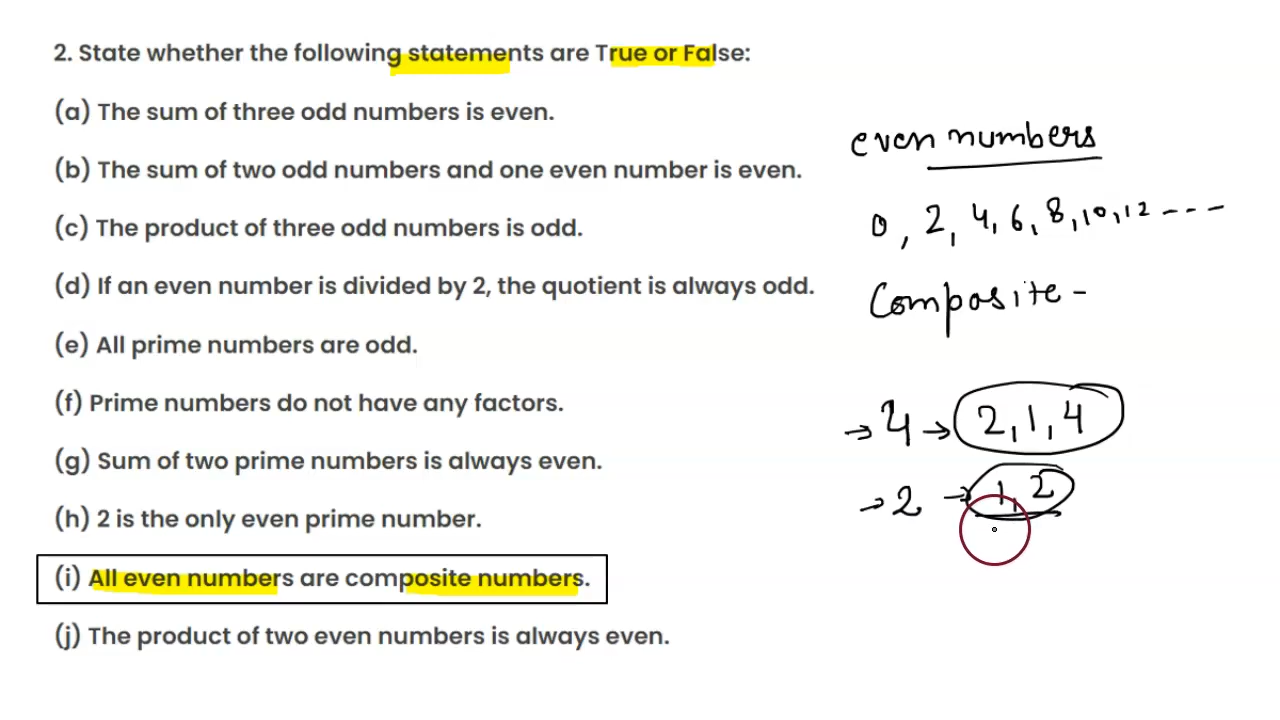 2. State whether the following statements are True or False:
(a) The sum of three odd numbers is even.
(b) The sum of two odd numbers and one even number is even.
(c) The product of three odd numbers is odd.
(d) If an even number is divided by 2, the quotient is always odd.
(e) All prime numbers are odd.
(f) Prime numbers do not have any factors.
(g) Sum of two prime numbers is always even.
(h) 2 is the only even prime number.
(i) All even numbers are composite numbers.
(j) The product of two even numbers is always even.
even numbers
0, 2, 4, 6, 8, 10, 12 ---
Composite -
→ 4 → 2, 1, 4
→ 2 → 1, 2